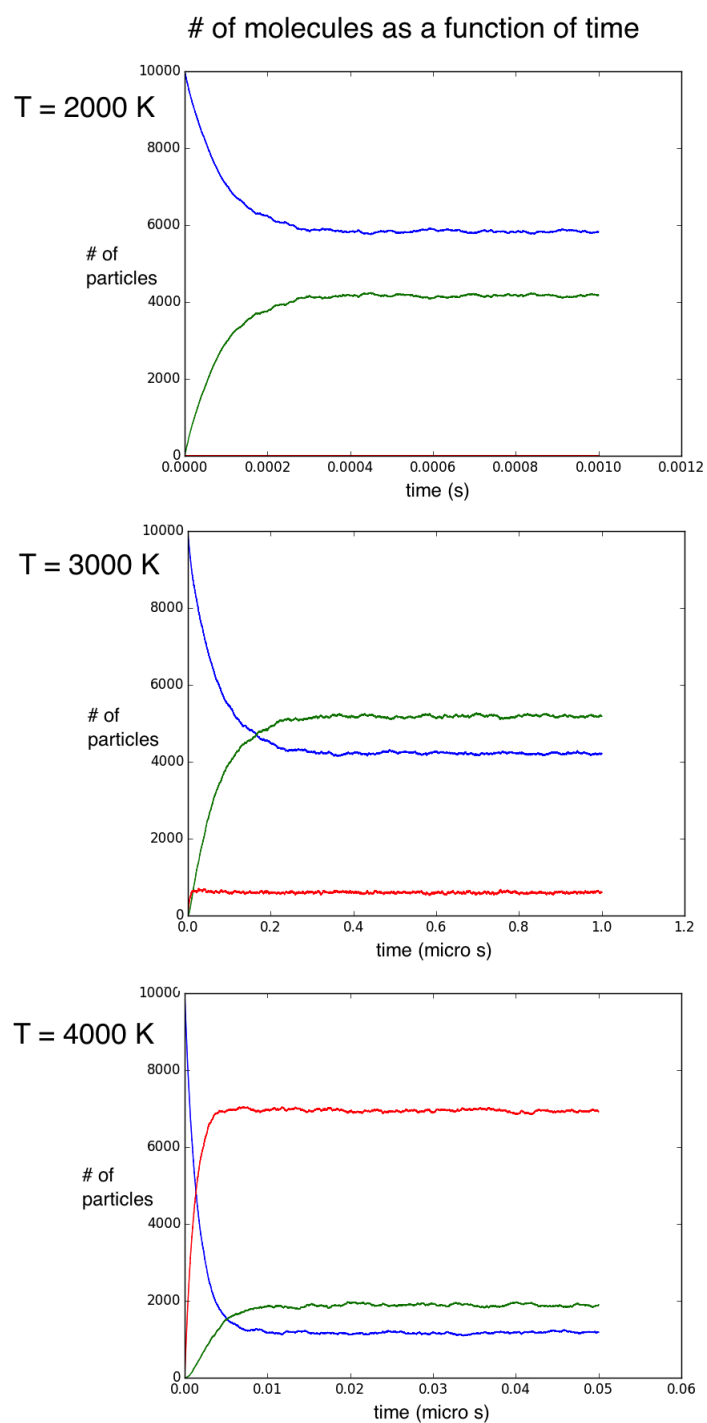 # of molecules as a function of time
T = 2000 K
10000
8000
6000
# of
particles
4000
2000
0
0.0000 0.0002 0.0004 0.0006 0.0008 0.0010 0.0012
time (s)
T = 3000 K
10000
8000
6000
# of
particles
4000
2000
0
0.0 0.2 0.4 0.6 0.8 1.0 1.2
time (micro s)
T = 4000 K
10000
8000
6000
# of
particles
4000
2000
0
0.00 0.01 0.02 0.03 0.04 0.05 0.06
time (micro s)